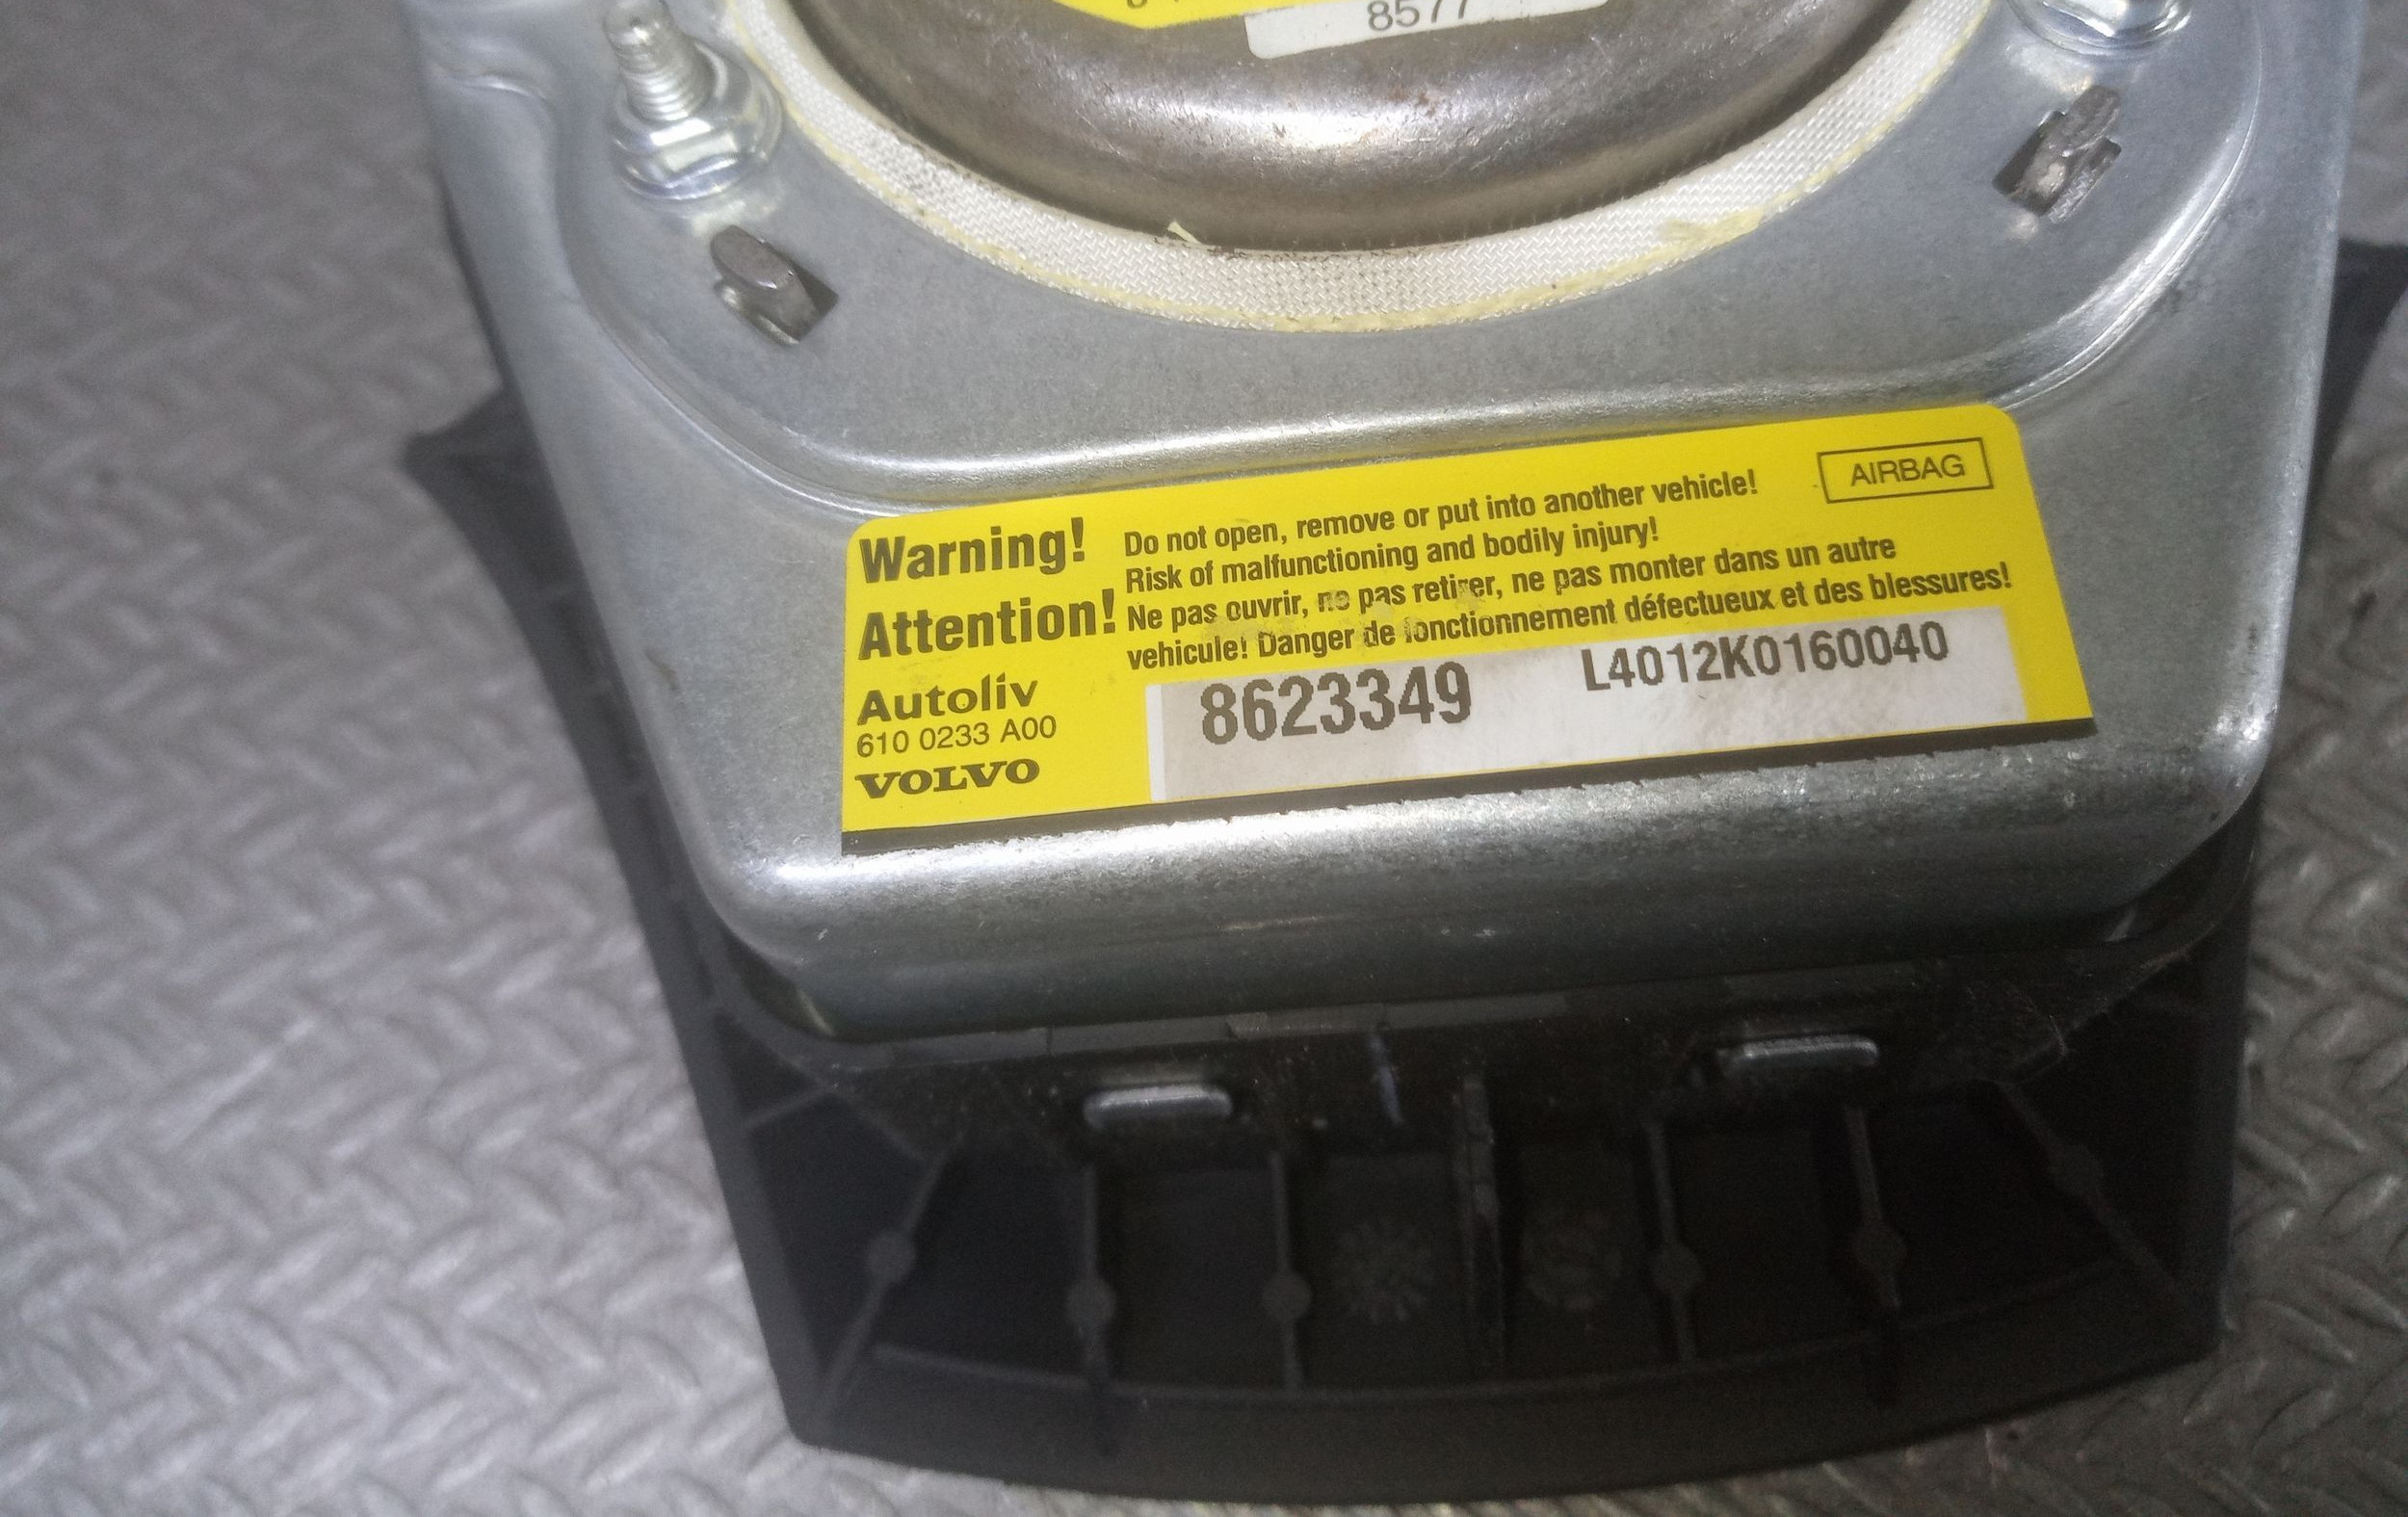 8577
AIRBAG
Warning!
Do not open, remove or put into another vehicle!
Risk of malfunctioning and bodily injury!
Attention!
Ne pas ouvrir, ne pas retirer, ne pas monter dans un autre
vehicule! Danger de fonctionnement défectueux et des blessures!
Autoliv
610 0233 A00
VOLVO
8623349
L4012K0160040